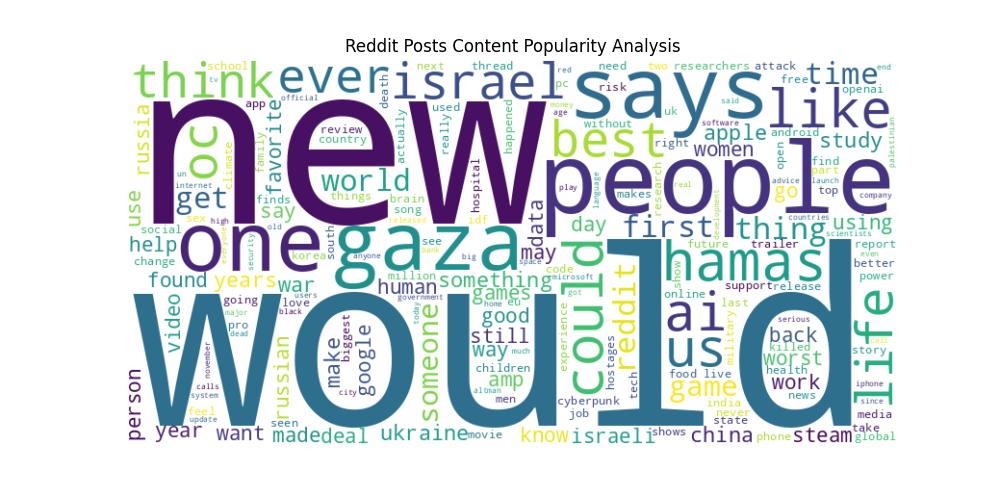 Reddit Posts Content Popularity Analysis
school
tv
think
ever
official
death
israel
next
thread
red
pc
need
risk
says
two
researchers
attack
free
time
end
openai
app
money
age
said
uk
like
russia
oc
climate
family
favorite
review
country
actually
used
really
happened
new
without
best
right
software
apple
android
women
study
palestinian
un
internet
get
world
things
brain
song
hospital
people
play
language
makes
research
real
open
go
advice
launch
find
part
top
company
use
sex
high
finds
say
released
idf
mdata
day
first
development
thing
countries
using
scientists
social
help
change
everyone
security
one
south
korea
anyone
gaza
see
bank
big
space
may
could
future
trailer
hamas
report
even
better
power
found
years
war
users
human
million
something
microsoft
code
games
eu
home
got
government
show
online
support
release
video
going
major
love
black
pro
dead
today
good
experience
reddit
ai
last
military
serious
back
killed
life
story
would
november
calls
system
feel
update
russian
make
biggest
google
city
someone
still
way
much
children
amp
altman
men
hostages
tech
us
food
live
game
india
never
worst
health
work
news
call
iphone
since
cyberpunk
job
state
media
take
person
year
want
seen
madedeal
ukraine
movie
know
israeli
shows
china
phone
steam
global